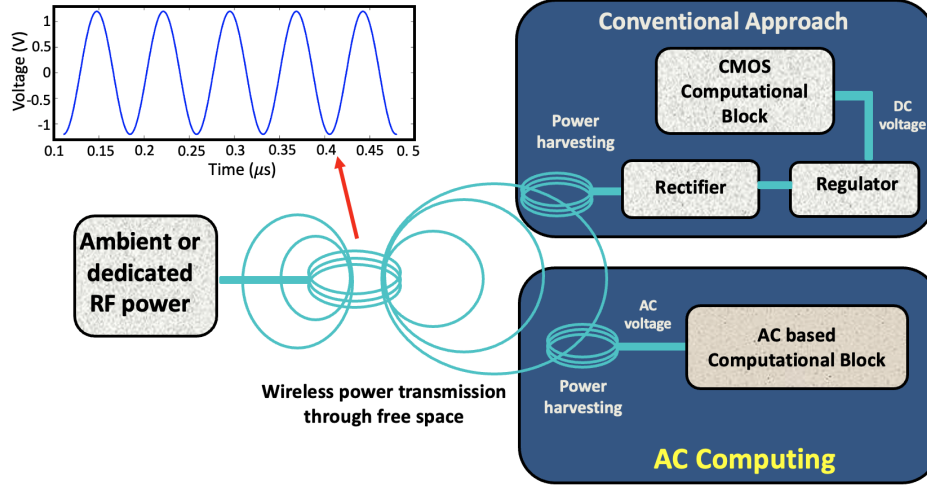 Voltage (V)
1
0.5
0
-0.5
-1
0.1 0.15 0.2 0.25 0.3 0.35 0.4 0.45 0.5
Time (μs)
Ambient or
dedicated
RF power
Wireless power transmission
through free space
Conventional Approach
CMOS
Computational
Block
DC
voltage
Power
harvesting
Rectifier
Regulator
AC
voltage
AC based
Computational Block
Power
harvesting
AC Computing